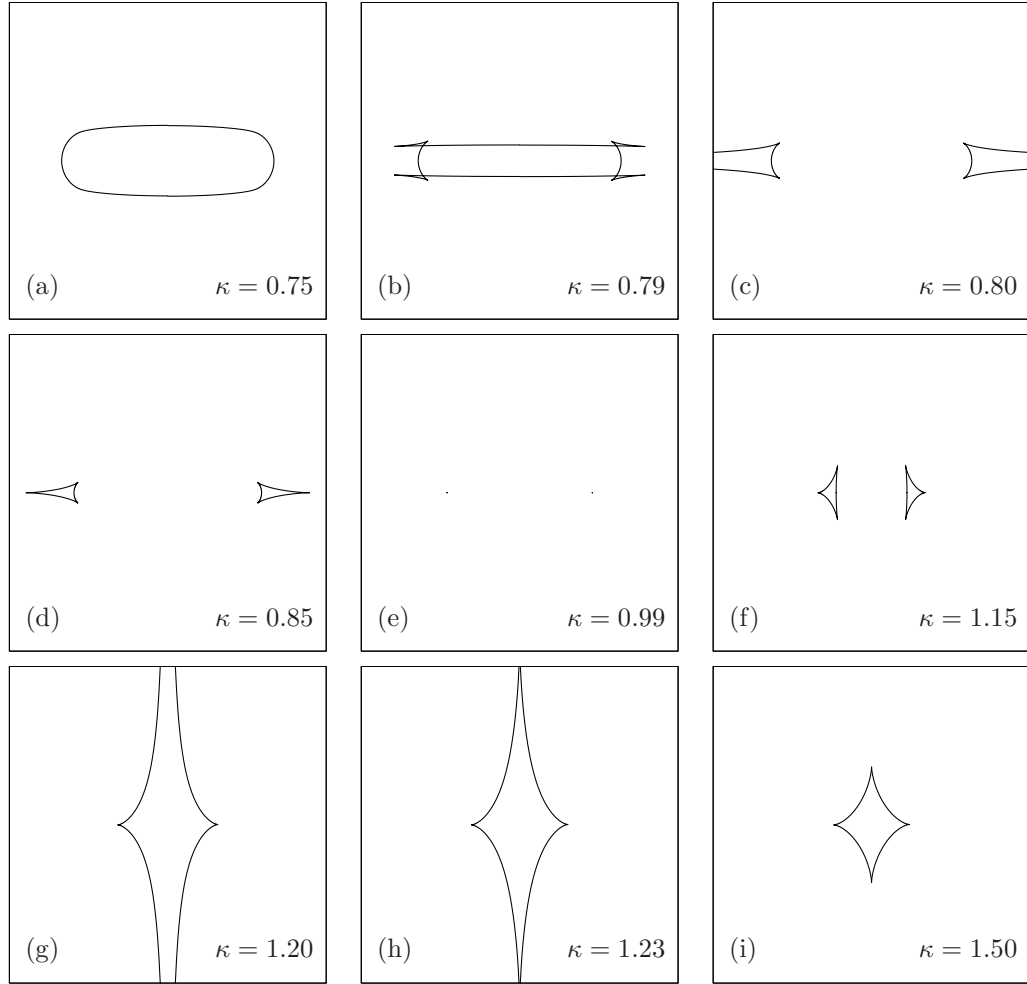 (a) κ = 0.75
(b) κ = 0.79
(c) κ = 0.80
(d) κ = 0.85
(e) κ = 0.99
(f) κ = 1.15
(g) κ = 1.20
(h) κ = 1.23
(i) κ = 1.50